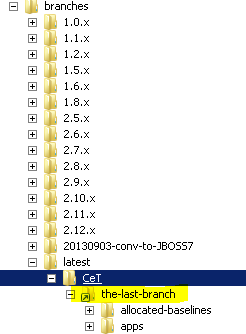 branches
1.0.x
1.1.x
1.2.x
1.5.x
1.6.x
1.8.x
2.5.x
2.6.x
2.7.x
2.8.x
2.9.x
2.10.x
2.11.x
2.12.x
20130903-conv-to-JBOSS7
latest
CeT
the-last-branch
allocated-baselines
apps